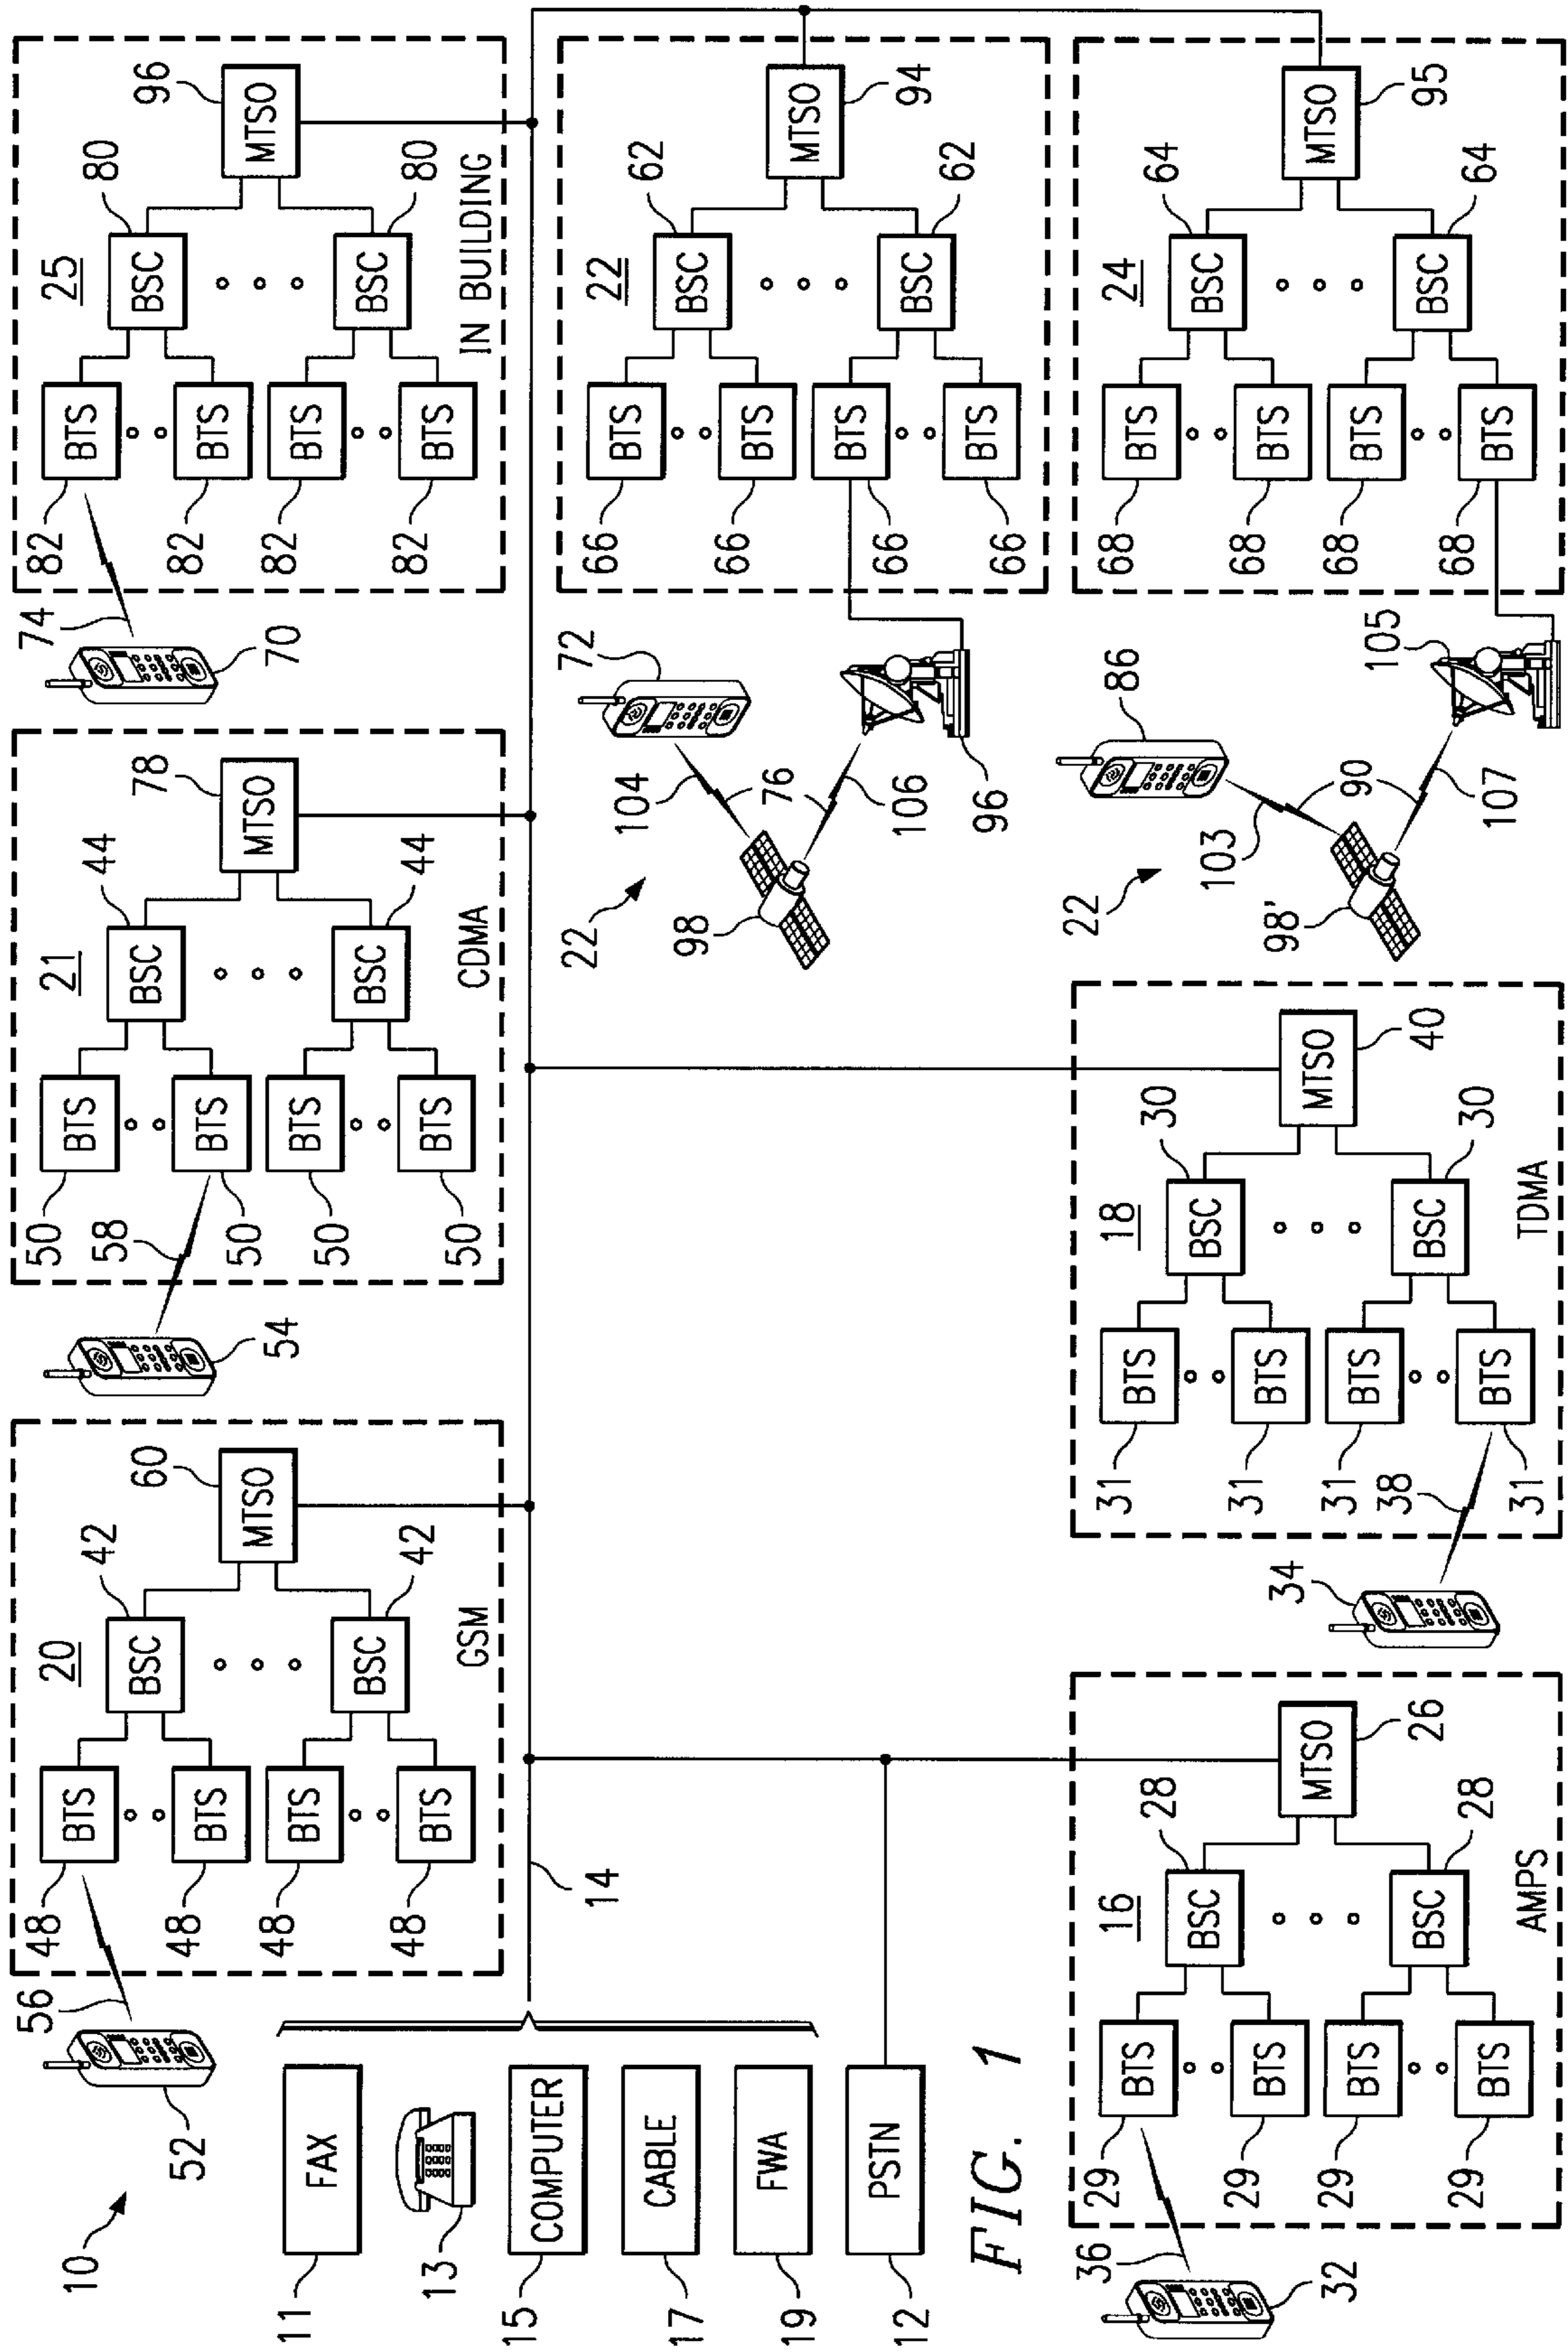 10
52
56
48
48
48
48
BTS
BTS
BTS
BTS
20
BSC
BSC
42
42
60
MTSO
GSM
54
58
50
50
50
50
BTS
BTS
BTS
BTS
21
BSC
BSC
44
44
78
MTSO
CDMA
70
74
82
82
82
82
BTS
BTS
BTS
BTS
25
BSC
BSC
80
80
96
MTSO
IN BUILDING
11
FAX
13
15
COMPUTER
17
CABLE
19
FWA
12
PSTN
14
22
98
104
76
106
72
96
66
66
66
66
BTS
BTS
BTS
BTS
22
BSC
BSC
62
62
MTSO
94
FIG. 1
36
32
29
29
29
29
BTS
BTS
BTS
BTS
16
BSC
BSC
28
28
MTSO
26
AMPS
34
38
31
31
31
31
BTS
BTS
BTS
BTS
18
BSC
BSC
30
30
MTSO
40
TDMA
22
98'
103
90
107
86
105
68
68
68
68
BTS
BTS
BTS
BTS
24
BSC
BSC
64
64
MTSO
95